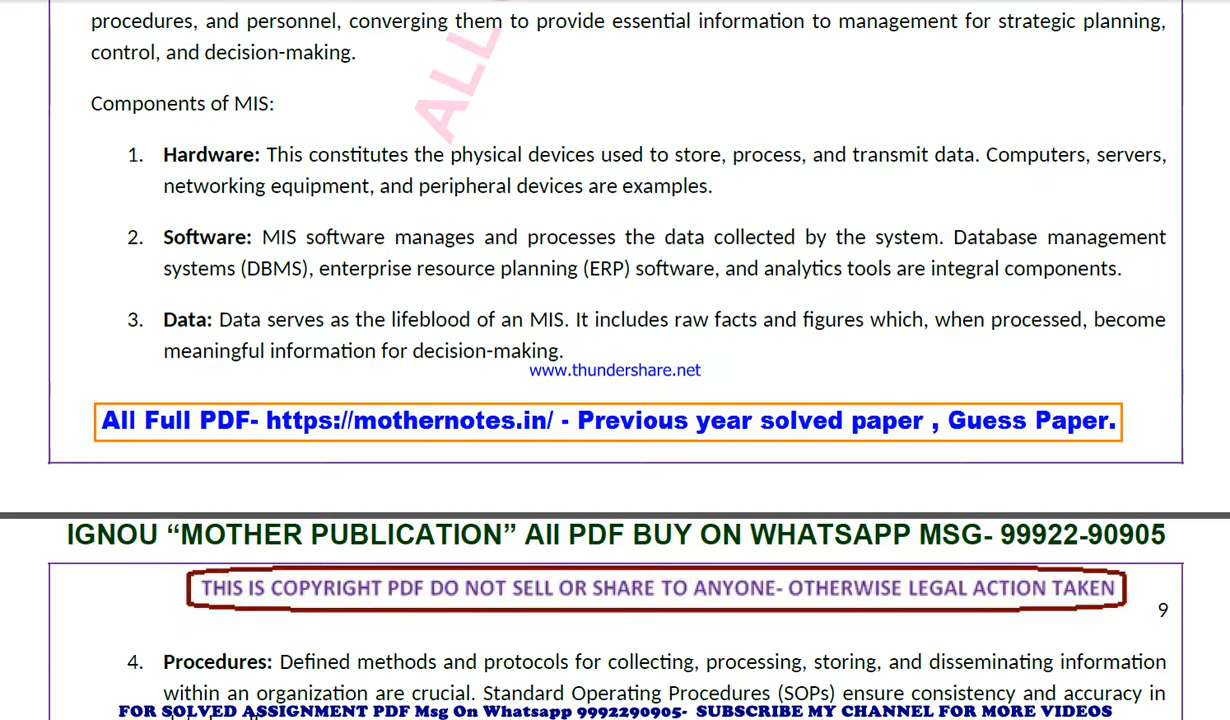 procedures, and personnel, converging them to provide essential information to management for strategic planning,
control, and decision-making.
Components of MIS:
1. Hardware: This constitutes the physical devices used to store, process, and transmit data. Computers, servers,
networking equipment, and peripheral devices are examples.
2. Software: MIS software manages and processes the data collected by the system. Database management
systems (DBMS), enterprise resource planning (ERP) software, and analytics tools are integral components.
3. Data: Data serves as the lifeblood of an MIS. It includes raw facts and figures which, when processed, become
meaningful information for decision-making.
www.thundershare.net
All Full PDF- https://mothernotes.in/ - Previous year solved paper , Guess Paper.
IGNOU “MOTHER PUBLICATION” All PDF BUY ON WHATSAPP MSG- 99922-90905
THIS IS COPYRIGHT PDF DO NOT SELL OR SHARE TO ANYONE- OTHERWISE LEGAL ACTION TAKEN
9
4. Procedures: Defined methods and protocols for collecting, processing, storing, and disseminating information
within an organization are crucial. Standard Operating Procedures (SOPs) ensure consistency and accuracy in
FOR SOLVED ASSIGNMENT PDF Msg On Whatsapp 9992290905- SUBSCRIBE MY CHANNEL FOR MORE VIDEOS
ALL